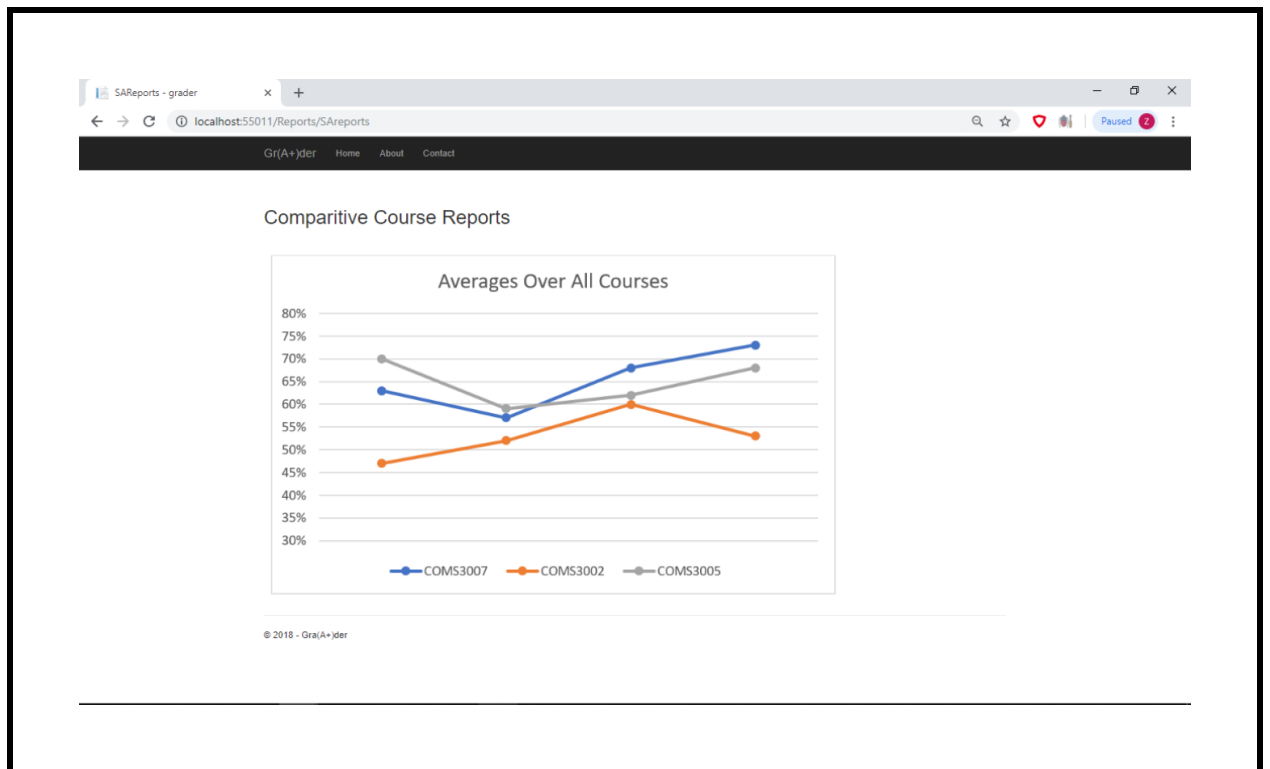 SAReports - grader
localhost:55011/Reports/SAreports
Paused Z
Gr(A+)der Home About Contact
Comparitive Course Reports
Averages Over All Courses
80%
75%
70%
65%
60%
55%
50%
45%
40%
35%
30%
COMS3007 COMS3002 COMS3005
© 2018 - Gra(A+)der